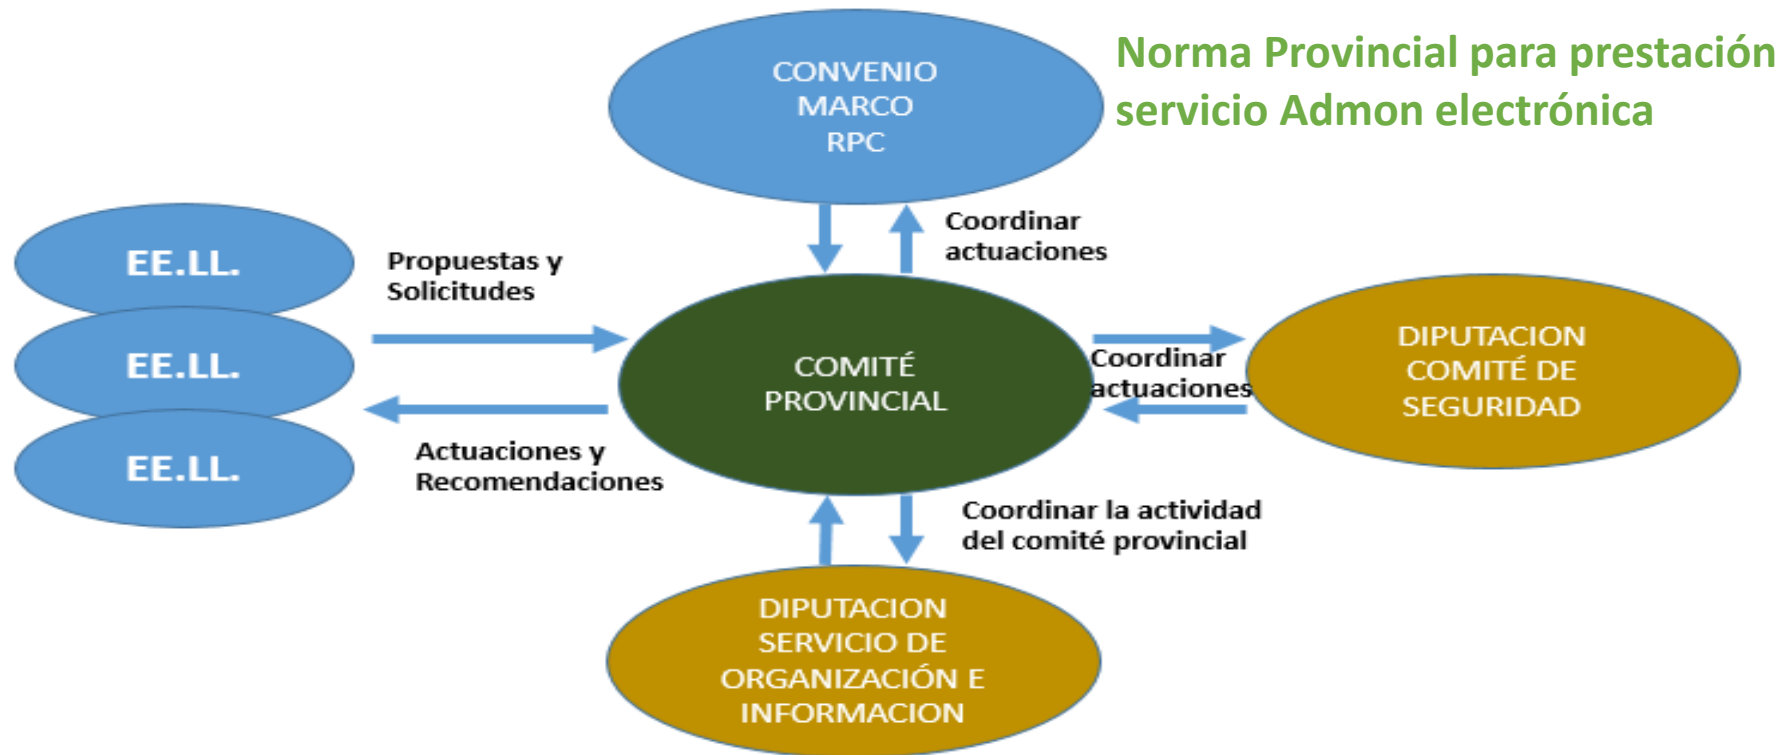 Norma Provincial para prestación
servicio Admon electrónica
CONVENIO
MARCO
RPC
Coordinar
actuaciones
EE.LL.
EE.LL.
EE.LL.
Propuestas y
Solicitudes
Actuaciones y
Recomendaciones
COMITÉ
PROVINCIAL
Coordinar
actuaciones
DIPUTACION
COMITÉ DE
SEGURIDAD
Coordinar la actividad
del comité provincial
DIPUTACION
SERVICIO DE
ORGANIZACIÓN E
INFORMACION